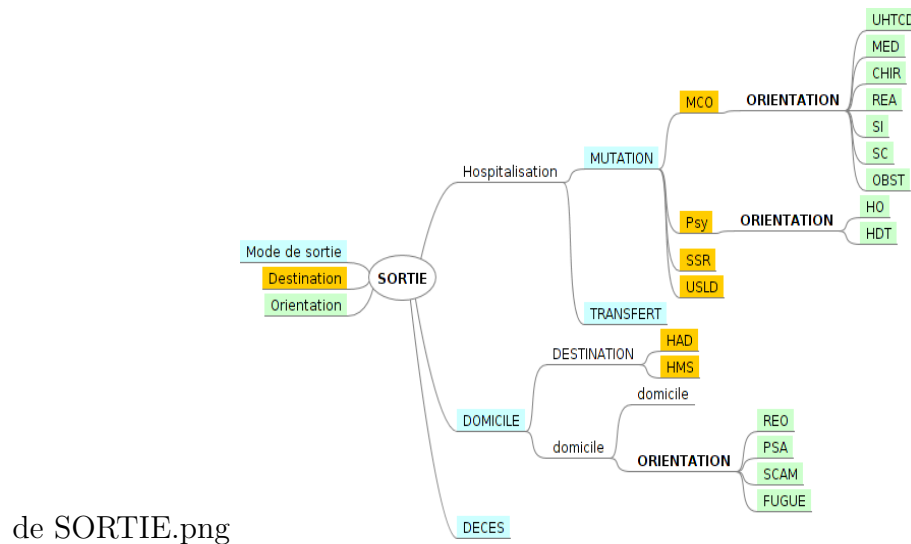 UHTCD
MED
CHIR
MCO
ORIENTATION
REA
SI
SC
OBST
Hospitalisation
MUTATION
HO
Psy
ORIENTATION
HDT
SSR
USLD
TRANSFERT
Mode de sortie
Destination
Orientation
SORTIE
DESTINATION
HAD
HMS
DOMICILE
domicile
domicile
ORIENTATION
REO
PSA
SCAM
FUGUE
DECES
de SORTIE.png